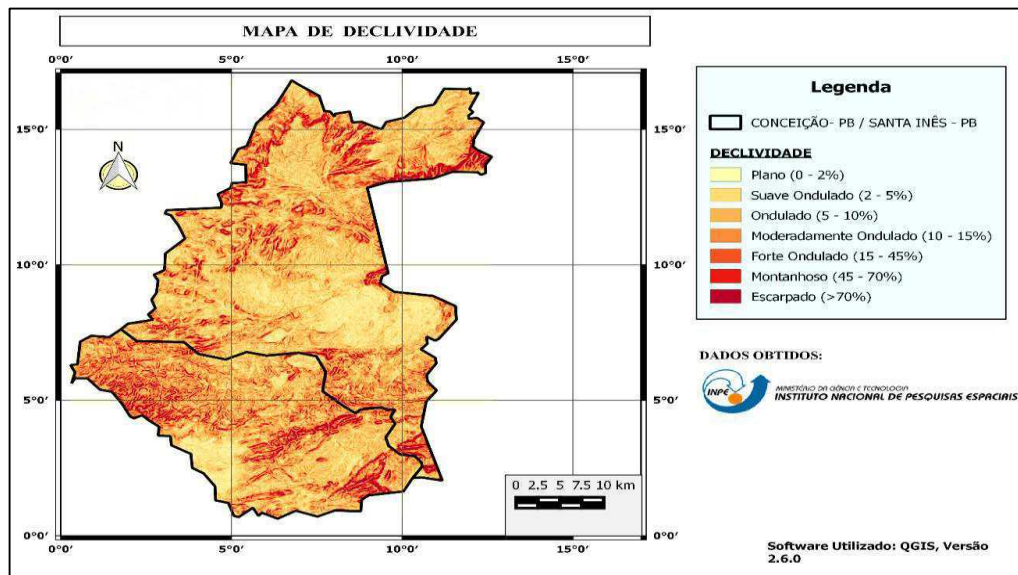 MAPA DE DECLIVIDADE
0°0' 5°0' 10°0' 15°0'
15°0' 15°0'
10°0' 10°0'
5°0' 5°0'
0°0' 0°0'
0°0' 5°0' 10°0' 15°0'
N
0 2.5 5 7.5 10 km
Legenda
CONCEIÇÃO- PB / SANTA INÊS - PB
DECLIVIDADE
Plano (0 - 2%)
Suave Ondulado (2 - 5%)
Ondulado (5 - 10%)
Moderadamente Ondulado (10 - 15%)
Forte Ondulado (15 - 45%)
Montanhoso (45 - 70%)
Escarpado (>70%)
DADOS OBTIDOS:
INPE
MINISTÉRIO DA CIÊNCIA E TECNOLOGIA
INSTITUTO NACIONAL DE PESQUISAS ESPACIAIS
Software Utilizado: QGIS, Versão
2.6.0